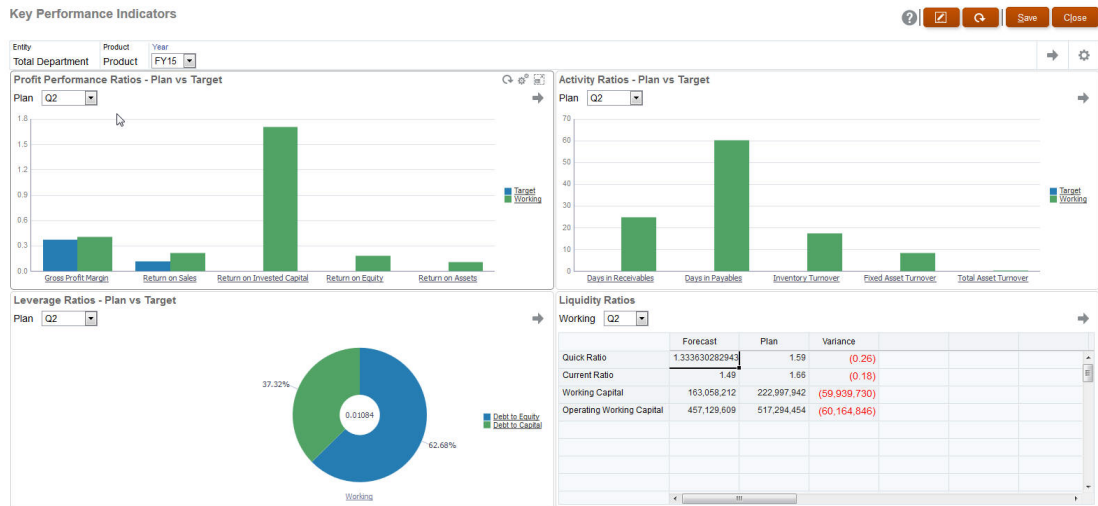 Key Performance Indicators
? Save Close
Entity Product Year
Total Department Product FY15
Profit Performance Ratios - Plan vs Target
Plan Q2
1.8
1.5
1.2
0.9
0.6
0.3
0.0
Gross Profit Margin Return on Sales Return on Invested Capital Return on Equity Return on Assets
Target
Working
Activity Ratios - Plan vs Target
Plan Q2
70
60
50
40
30
20
10
0
Days in Receivables Days in Payables Inventory Turnover Fixed Asset Turnover Total Asset Turnover
Target
Working
Leverage Ratios - Plan vs Target
Plan Q2
37.32%
0.01084
62.68%
Working
Debt to Equity
Debt to Capital
Liquidity Ratios
Working Q2
Forecast Plan Variance
Quick Ratio 1.333630282943 1.59 (0.26)
Current Ratio 1.49 1.66 (0.18)
Working Capital 163,058,212 222,997,942 (59,939,730)
Operating Working Capital 457,129,609 517,294,454 (60,164,846)